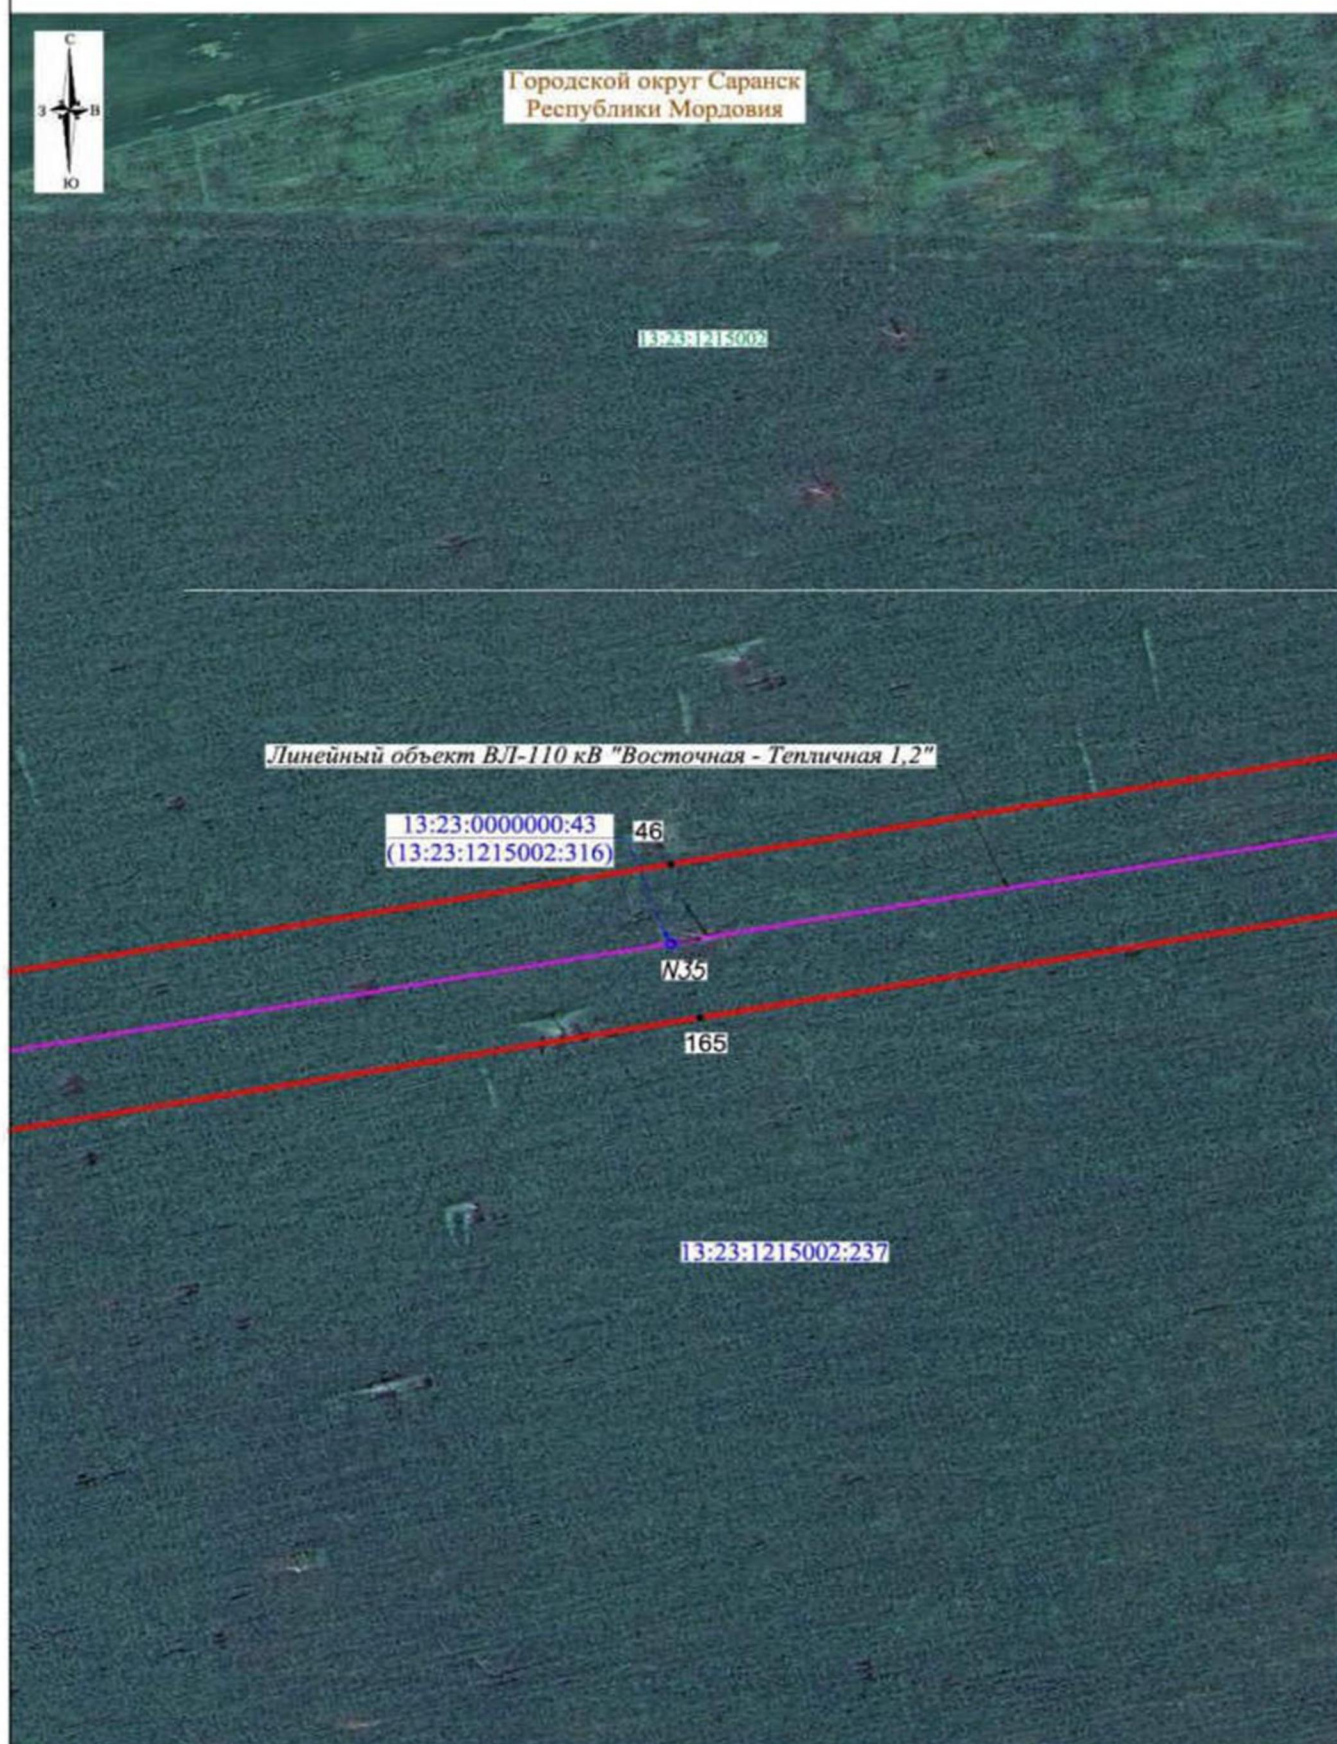 С
З В
Ю
Городской округ Саранск
Республики Мордовия
13:23:1215002
Линейный объект ВЛ-110 кВ "Восточная - Тепличная 1,2"
13:23:0000000:43
(13:23:1215002:316)
46
N35
165
13:23:1215002:237